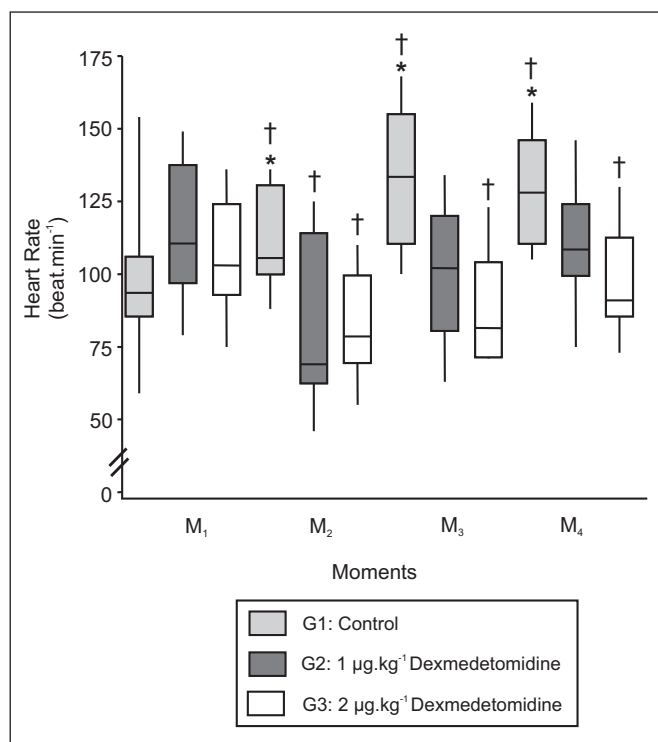 175
150
125
100
75
50
0
Heart Rate
(beat.min⁻¹)
†
*
†
†
†
*
†
†
*
†
M₁
M₂
M₃
M₄
Moments
G1: Control
G2: 1 µg.kg⁻¹ Dexmedetomidine
G3: 2 µg.kg⁻¹ Dexmedetomidine